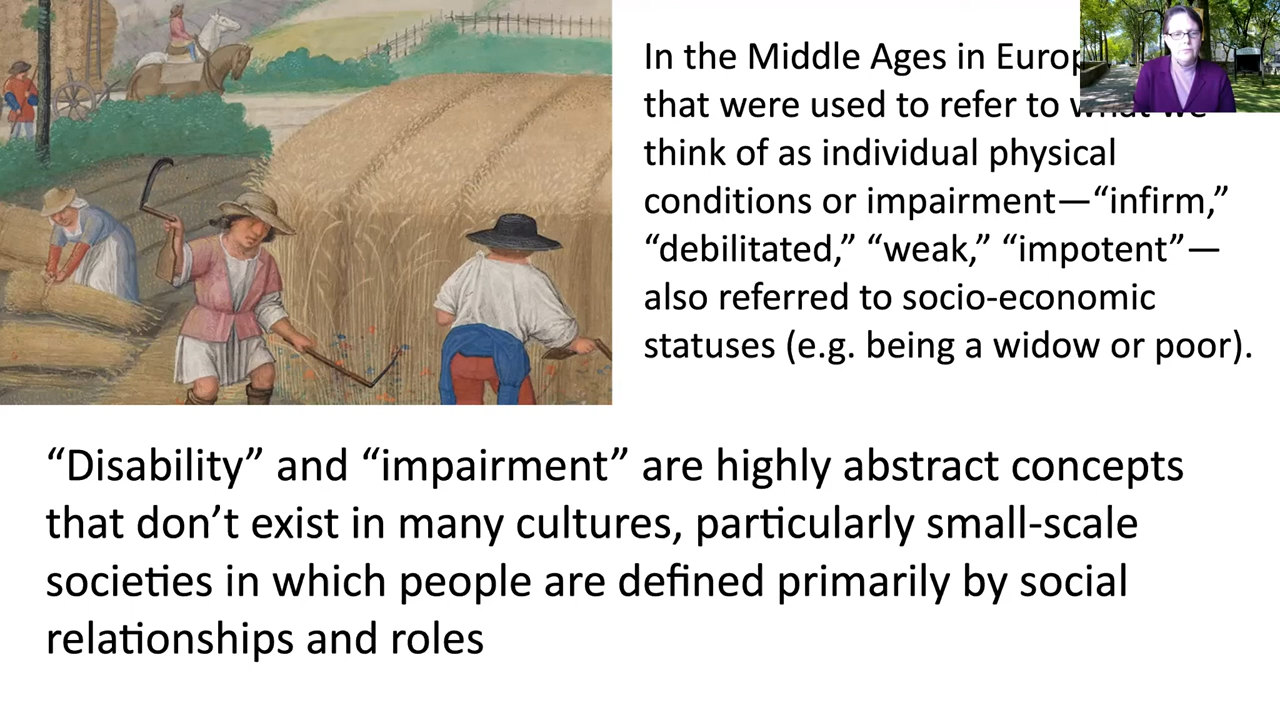 In the Middle Ages in
that were used to refer to what we
think of as individual physical
conditions or impairment—“infirm,”
“debilitated,” “weak,” “impotent”—
also referred to socio-economic
statuses (e.g. being a widow or poor).
“Disability” and “impairment” are highly abstract concepts
that don’t exist in many cultures, particularly small-scale
societies in which people are defined primarily by social
relationships and roles